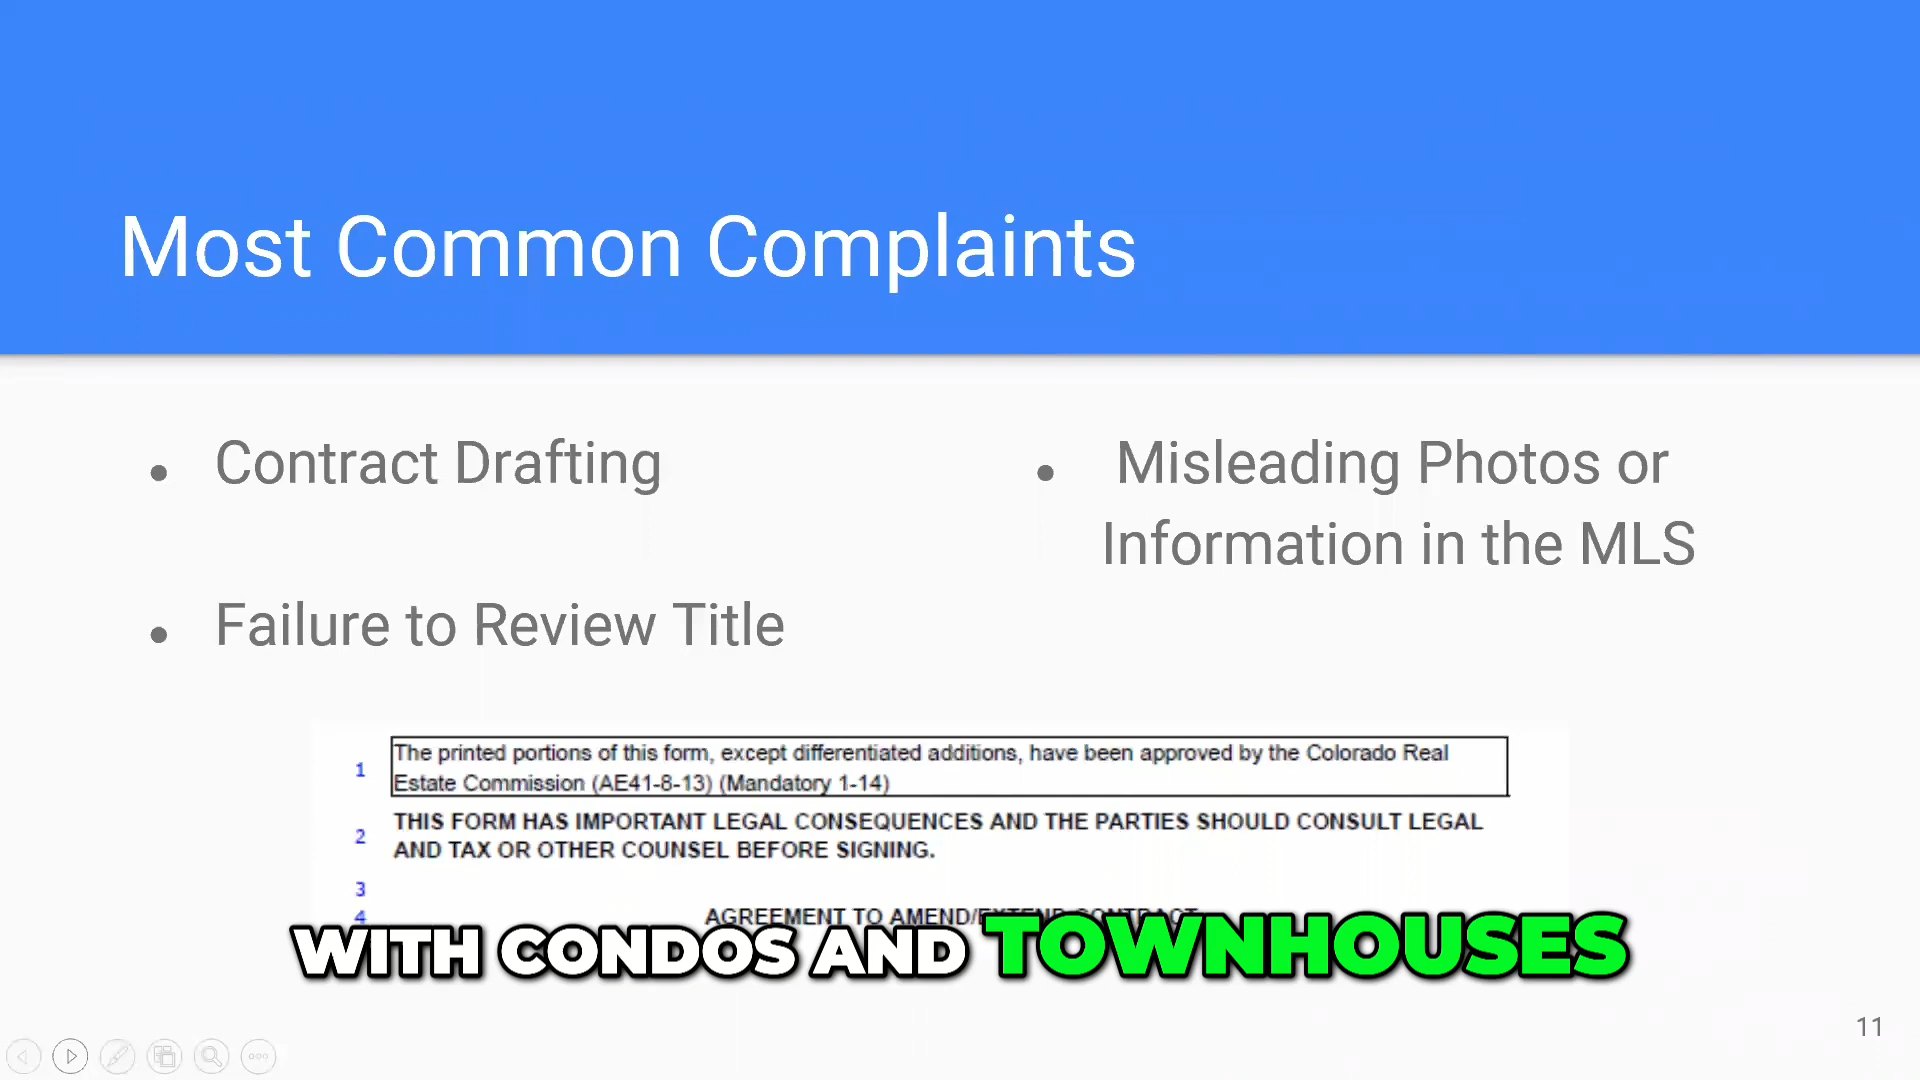 Most Common Complaints
• Contract Drafting
• Failure to Review Title
• Misleading Photos or
Information in the MLS
1 The printed portions of this form, except differentiated additions, have been approved by the Colorado Real
Estate Commission (AE41-8-13) (Mandatory 1-14)
2 THIS FORM HAS IMPORTANT LEGAL CONSEQUENCES AND THE PARTIES SHOULD CONSULT LEGAL
AND TAX OR OTHER COUNSEL BEFORE SIGNING.
3
4 AGREEMENT TO AMEND/EXTEND CONTRACT
WITH CONDOS AND TOWNHOUSES
11